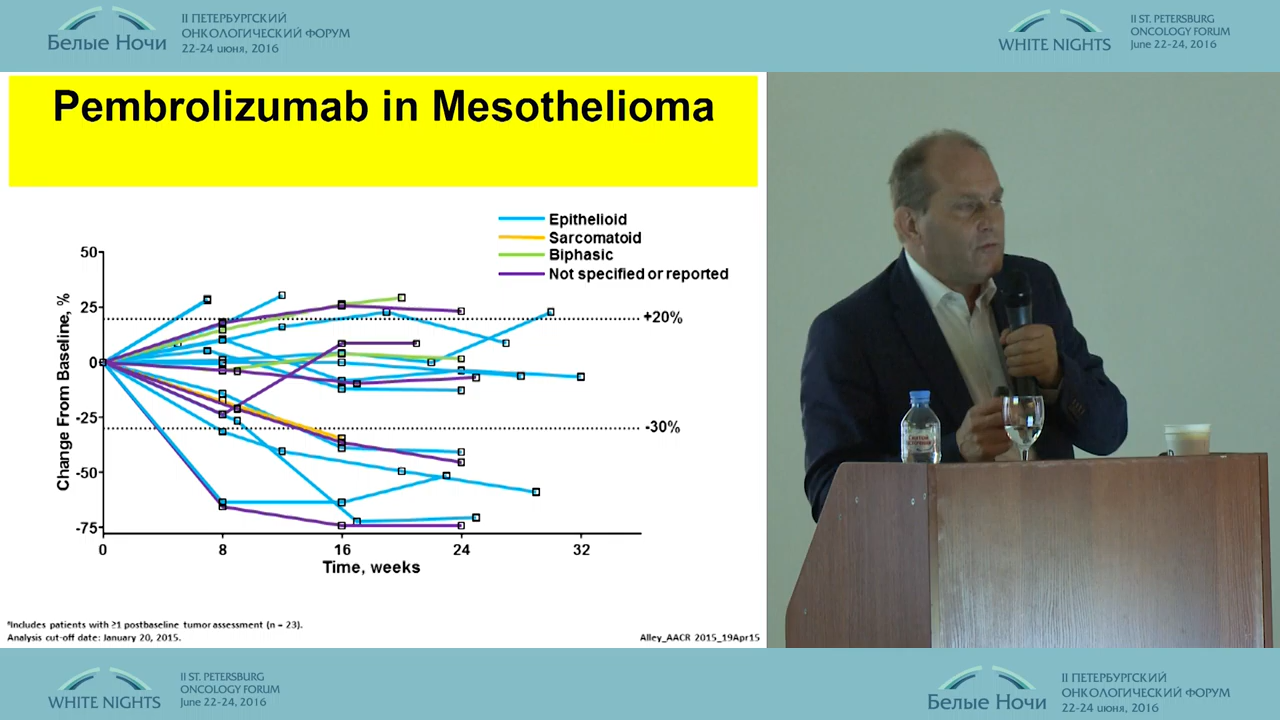 II ПЕТЕРБУРГСКИЙ
ОНКОЛОГИЧЕСКИЙ ФОРУМ
Белые Ночи
22-24 июня, 2016
II ST. PETERSBURG
ONCOLOGY FORUM
WHITE NIGHTS
June 22-24, 2016
Pembrolizumab in Mesothelioma
Epithelioid
Sarcomatoid
Biphasic
Not specified or reported
50
25
0
-25
-50
-75
Change From Baseline, %
+20%
-30%
0 8 16 24 32
Time, weeks
ᵃIncludes patients with ≥1 postbaseline tumor assessment (n = 23).
Analysis cut-off date: January 20, 2015.
Alley_AACR 2015_19Apr15
II ST. PETERSBURG
ONCOLOGY FORUM
WHITE NIGHTS
June 22-24, 2016
II ПЕТЕРБУРГСКИЙ
ОНКОЛОГИЧЕСКИЙ ФОРУМ
Белые Ночи
22-24 июня, 2016